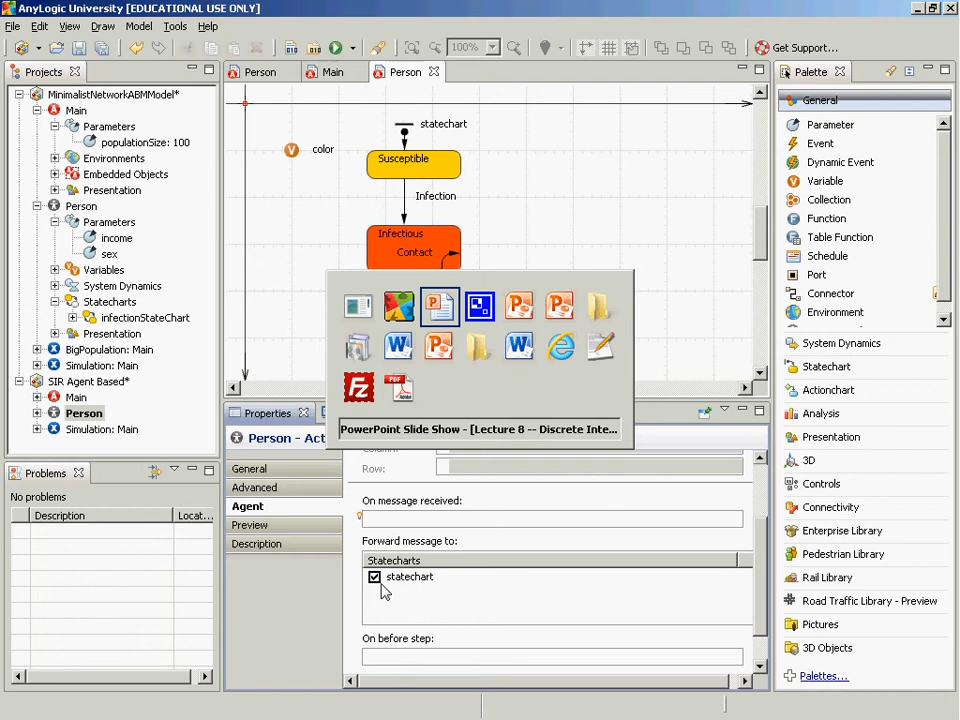 AnyLogic University [EDUCATIONAL USE ONLY]
File Edit View Draw Model Tools Help
100% Get Support...
Projects
MinimalistNetworkABMModel*
Main
Parameters
populationSize: 100
Environments
Embedded Objects
Presentation
Person
Parameters
income
sex
Variables
System Dynamics
Statecharts
infectionStateChart
Presentation
BigPopulation: Main
Simulation: Main
SIR Agent Based*
Main
Person
Simulation: Main
Problems
No problems
Description Locat...
Person Main Person
statechart
V color
Susceptible
Infection
Infectious
Contact
PowerPoint Slide Show - [Lecture 8 -- Discrete Inte...
Properties
Person - Act
General
Advanced
Agent
Preview
Description
Row:
On message received:
Forward message to:
Statecharts
statechart
On before step:
Palette
General
Parameter
Event
Dynamic Event
Variable
Collection
Function
Table Function
Schedule
Port
Connector
Environment
System Dynamics
Statechart
Actionchart
Analysis
Presentation
3D
Controls
Connectivity
Enterprise Library
Pedestrian Library
Rail Library
Road Traffic Library - Preview
Pictures
3D Objects
Palettes...